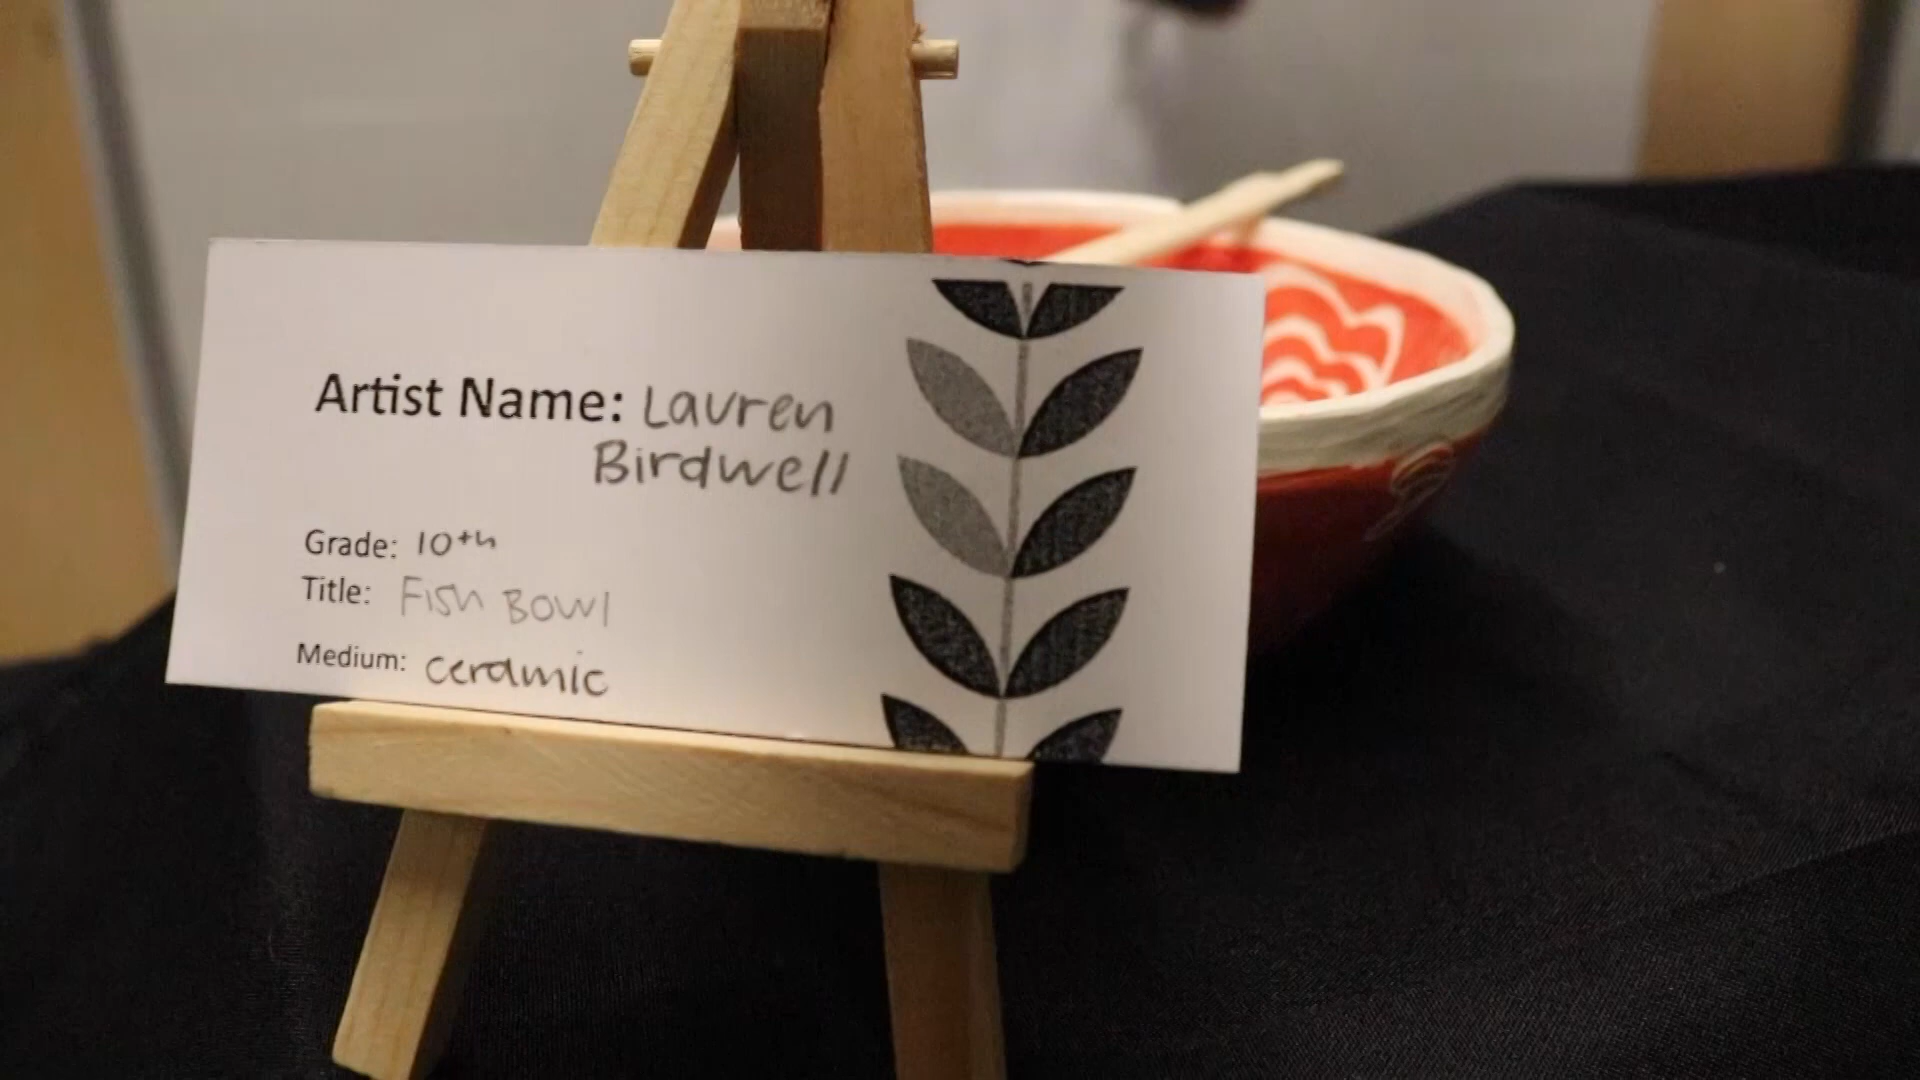 Artist Name: Lauren
Birdwell
Grade: 10th
Title: Fish Bowl
Medium: ceramic